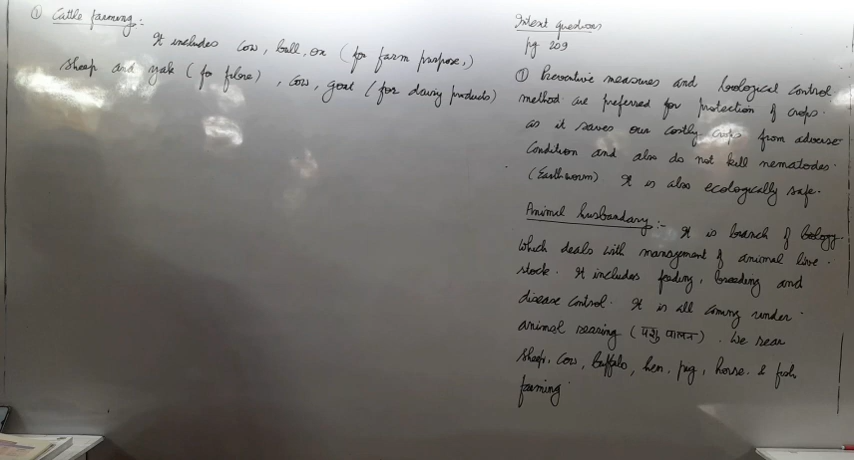 ① Cattle farming:-
It includes cow, bull, ox (for farm purpose,)
sheep and yak (fo fibre), cow, goat (for dairy products)
Intext questions
pg 209
① Preventive measures and biological control
method are preferred for protection of crops.
as it saves our costly crops from adverse
condition and also do not kill nematodes.
(Earthworm) It is also ecologically safe.
Animal husbandary:- It is branch of biology
which deals with management of animal live.
stock. It includes feeding, breeding and
disease control. It is all coming under.
animal rearing (पशु पालन). We rear
sheep, cow, buffalo, hen, pig, horse. & fish
farming.